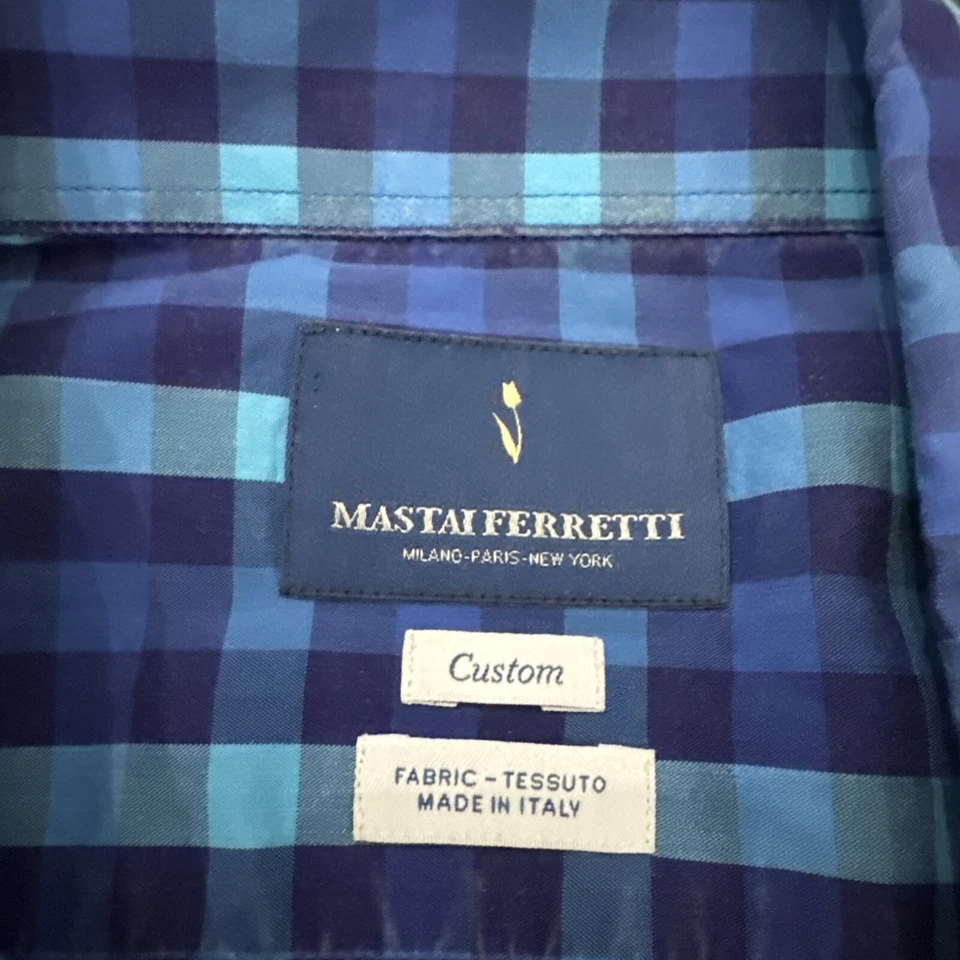 MASTAI FERRETTI
MILANO-PARIS-NEW YORK
Custom
FABRIC - TESSUTO
MADE IN ITALY